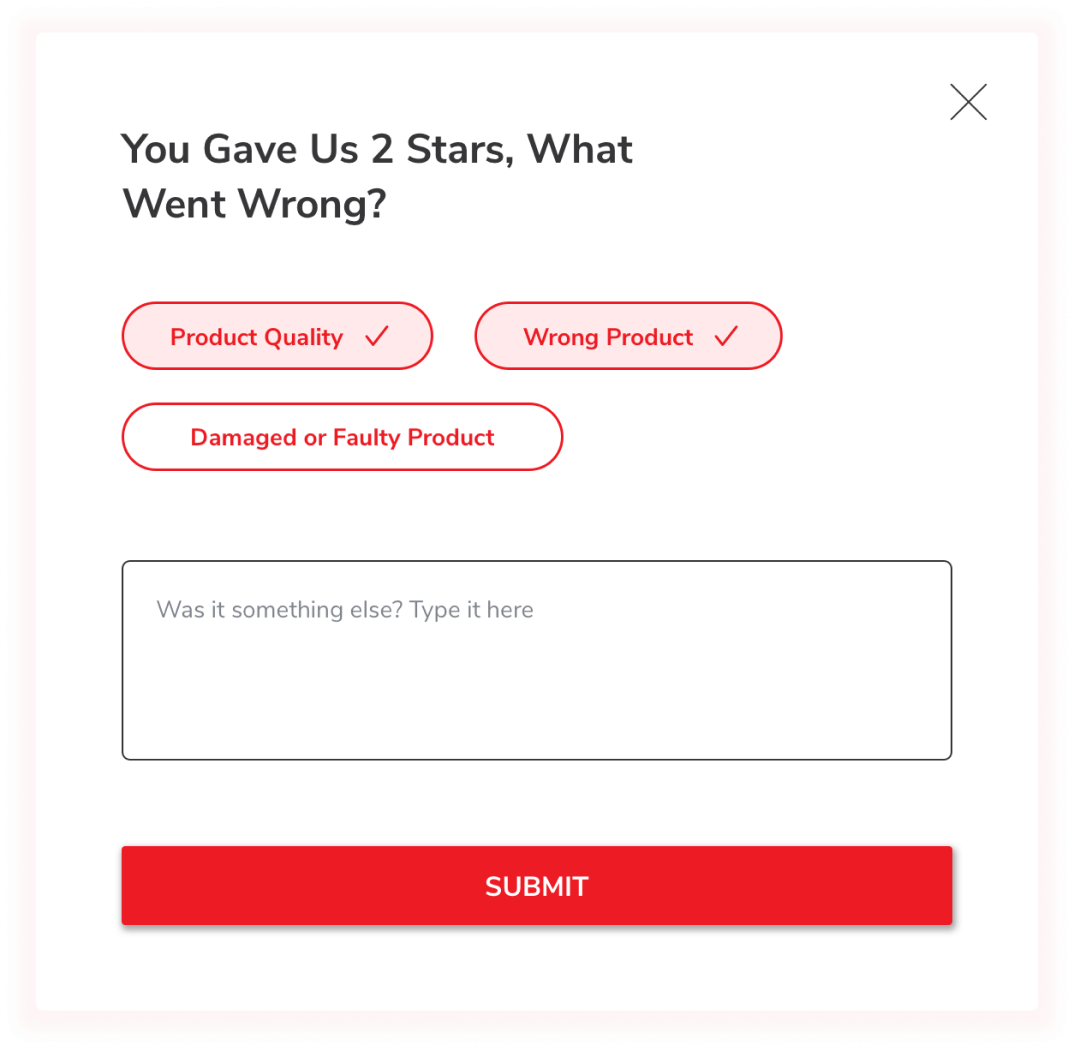 You Gave Us 2 Stars, What
Went Wrong?
Product Quality
Wrong Product
Damaged or Faulty Product
Was it something else? Type it here
SUBMIT